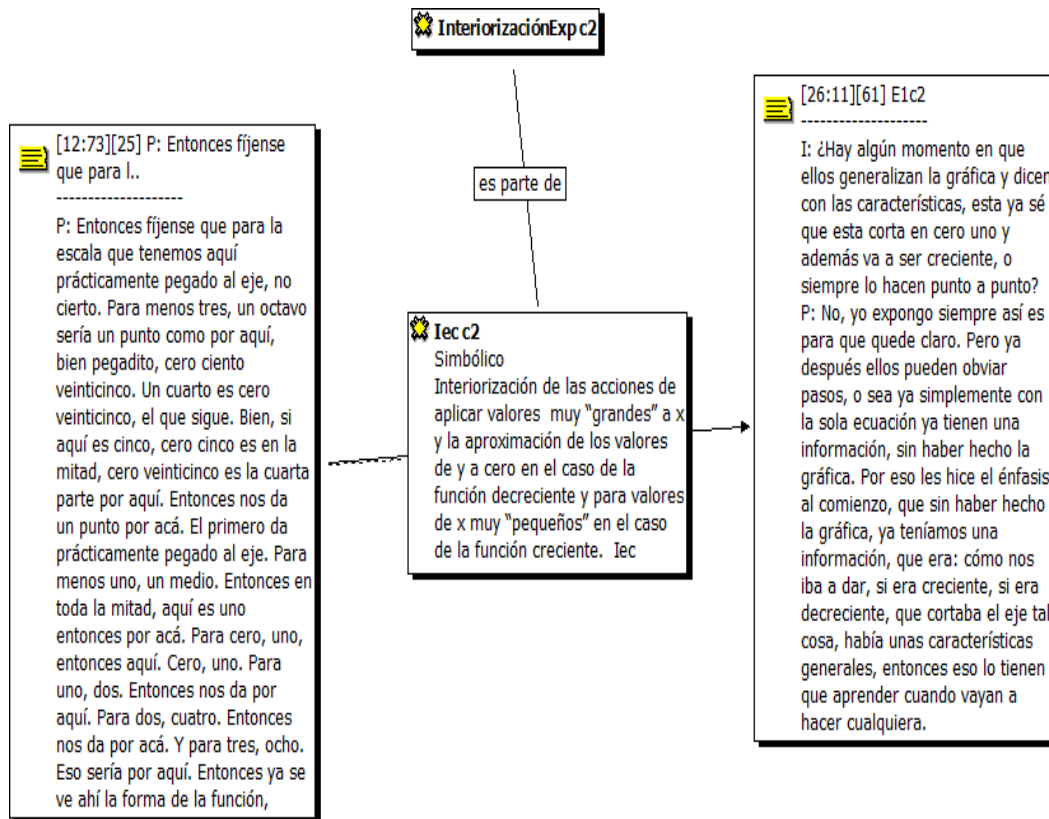 InteriorizaciónExp c2
es parte de
[12:73][25] P: Entonces fíjense
que para l..
--------------------
P: Entonces fíjense que para la
escala que tenemos aquí
prácticamente pegado al eje, no
cierto. Para menos tres, un octavo
sería un punto como por aquí,
bien pegadito, cero ciento
veinticinco. Un cuarto es cero
veinticinco, el que sigue. Bien, si
aquí es cinco, cero cinco es en la
mitad, cero veinticinco es la cuarta
parte por aquí. Entonces nos da
un punto por acá. El primero da
prácticamente pegado al eje. Para
menos uno, un medio. Entonces en
toda la mitad, aquí es uno
entonces por acá. Para cero, uno,
entonces aquí. Cero, uno. Para
uno, dos. Entonces nos da por
aquí. Para dos, cuatro. Entonces
nos da por acá. Y para tres, ocho.
Eso sería por aquí. Entonces ya se
ve ahí la forma de la función,
Iec c2
Simbólico
Interiorización de las acciones de
aplicar valores muy "grandes" a x
y la aproximación de los valores
de y a cero en el caso de la
función decreciente y para valores
de x muy "pequeños" en el caso
de la función creciente. Iec
[26:11][61] E1c2
--------------------
I: ¿Hay algún momento en que
ellos generalizan la gráfica y dicen
con las características, esta ya sé
que esta corta en cero uno y
además va a ser creciente, o
siempre lo hacen punto a punto?
P: No, yo expongo siempre así es
para que quede claro. Pero ya
después ellos pueden obviar
pasos, o sea ya simplemente con
la sola ecuación ya tienen una
información, sin haber hecho la
gráfica. Por eso les hice el énfasis
al comienzo, que sin haber hecho
la gráfica, ya teníamos una
información, que era: cómo nos
iba a dar, si era creciente, si era
decreciente, que cortaba el eje tal
cosa, había unas características
generales, entonces eso lo tienen
que aprender cuando vayan a
hacer cualquiera.